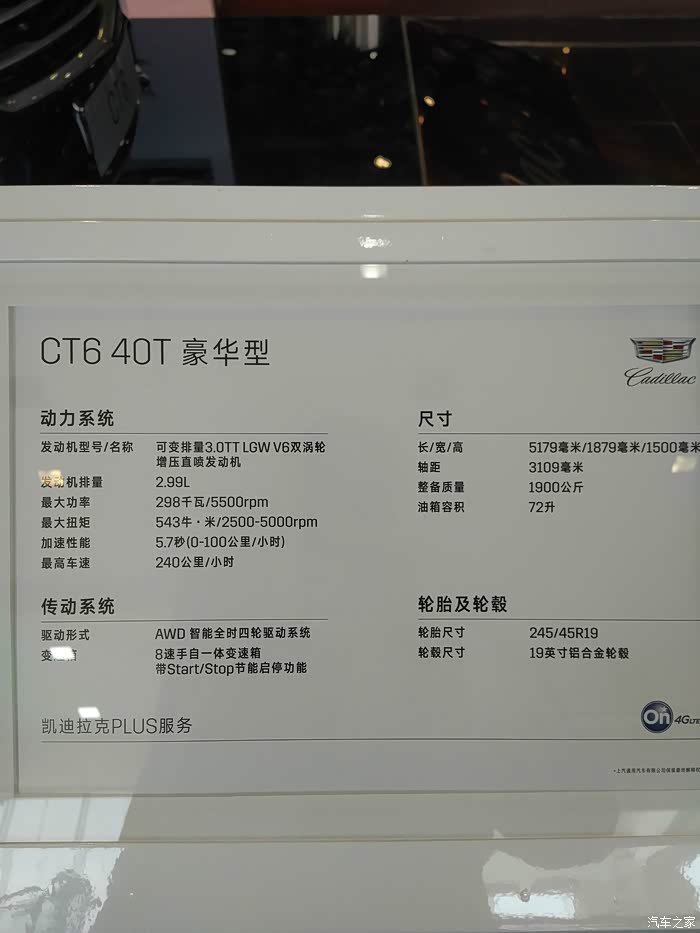 CT6
CT6 40T 豪华型
Cadillac
动力系统
发动机型号/名称 可变排量3.0TT LGW V6双涡轮
增压直喷发动机
发动机排量 2.99L
最大功率 298千瓦/5500rpm
最大扭矩 543牛·米/2500-5000rpm
加速性能 5.7秒(0-100公里/小时)
最高车速 240公里/小时
尺寸
长/宽/高 5179毫米/1879毫米/1500毫米
轴距 3109毫米
整备质量 1900公斤
油箱容积 72升
传动系统
驱动形式 AWD 智能全时四轮驱动系统
变速箱 8速手自一体变速箱
带Start/Stop节能启停功能
轮胎及轮毂
轮胎尺寸 245/45R19
轮毂尺寸 19英寸铝合金轮毂
凯迪拉克PLUS服务
On 4G LTE
汽车之家